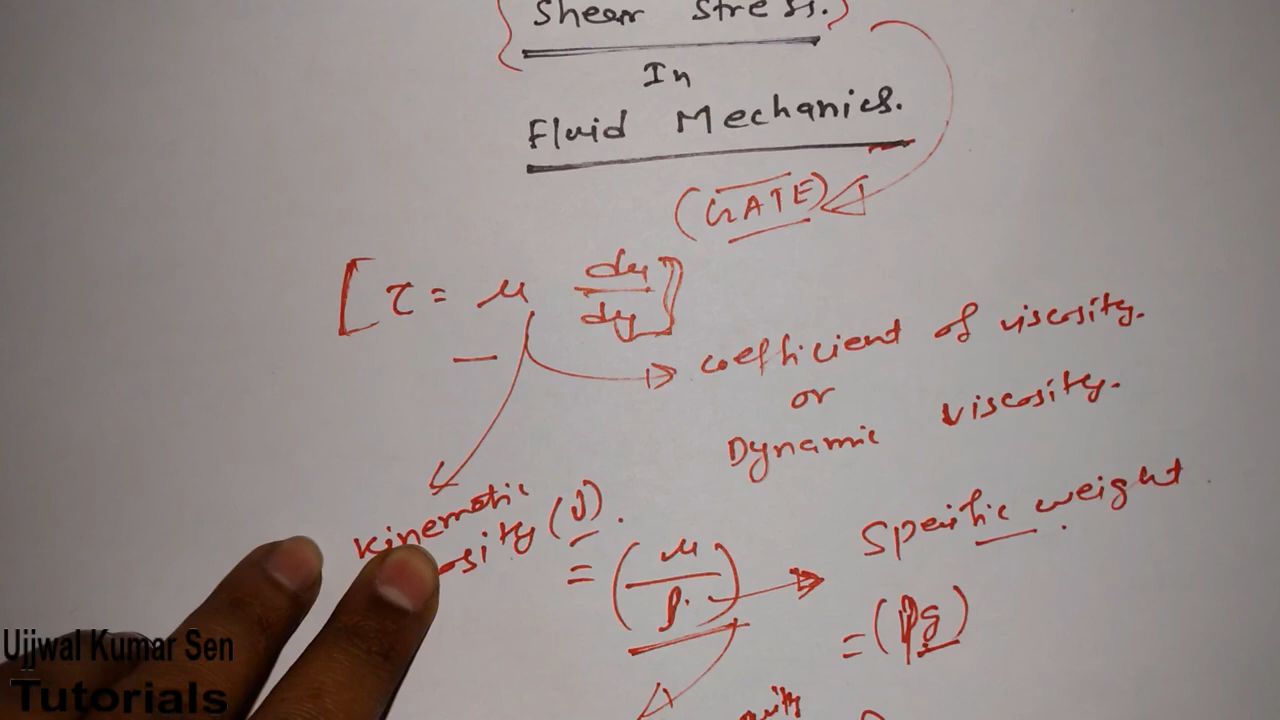 Shear Stress.
In
Fluid Mechanics.
(GATE)
[τ = μ du/dy]
coefficient of viscosity.
or
Dynamic viscosity.
Kinematic
osity (υ).
= (μ/ρ)
Specific weight
= (ρg)
Ujjwal Kumar Sen
Tutorials